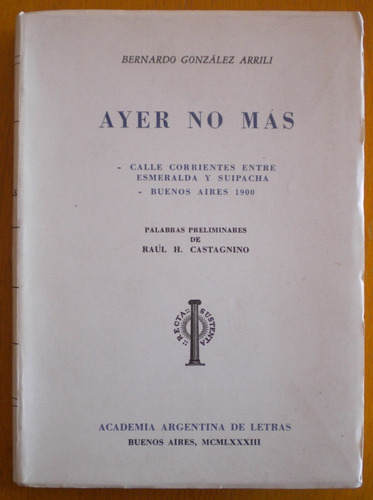 BERNARDO GONZÁLEZ ARRILI
AYER NO MÁS
- CALLE CORRIENTES ENTRE
ESMERALDA Y SUIPACHA
- BUENOS AIRES 1900
PALABRAS PRELIMINARES
DE
RAÚL H. CASTAGNINO
RECTA SUSTENTA
ACADEMIA ARGENTINA DE LETRAS
BUENOS AIRES, MCMLXXXIII